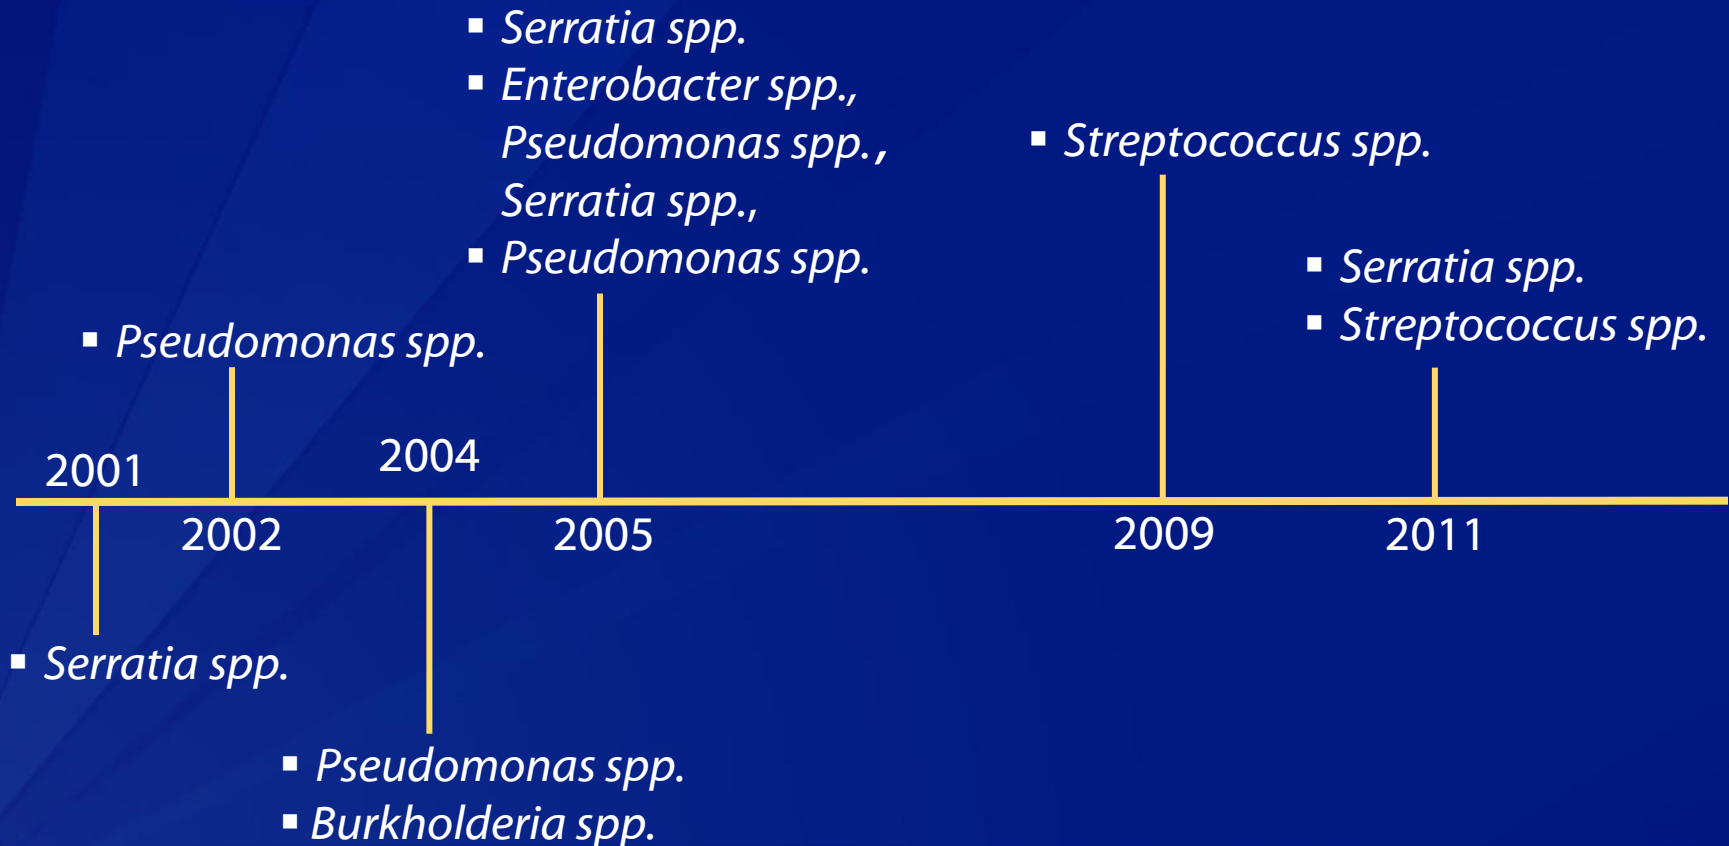 ▪ Serratia spp.
▪ Enterobacter spp.,
Pseudomonas spp.,
Serratia spp.,
▪ Pseudomonas spp.
▪ Streptococcus spp.
▪ Serratia spp.
▪ Streptococcus spp.
▪ Pseudomonas spp.
2001
2004
2002
2005
2009
2011
▪ Serratia spp.
▪ Pseudomonas spp.
▪ Burkholderia spp.